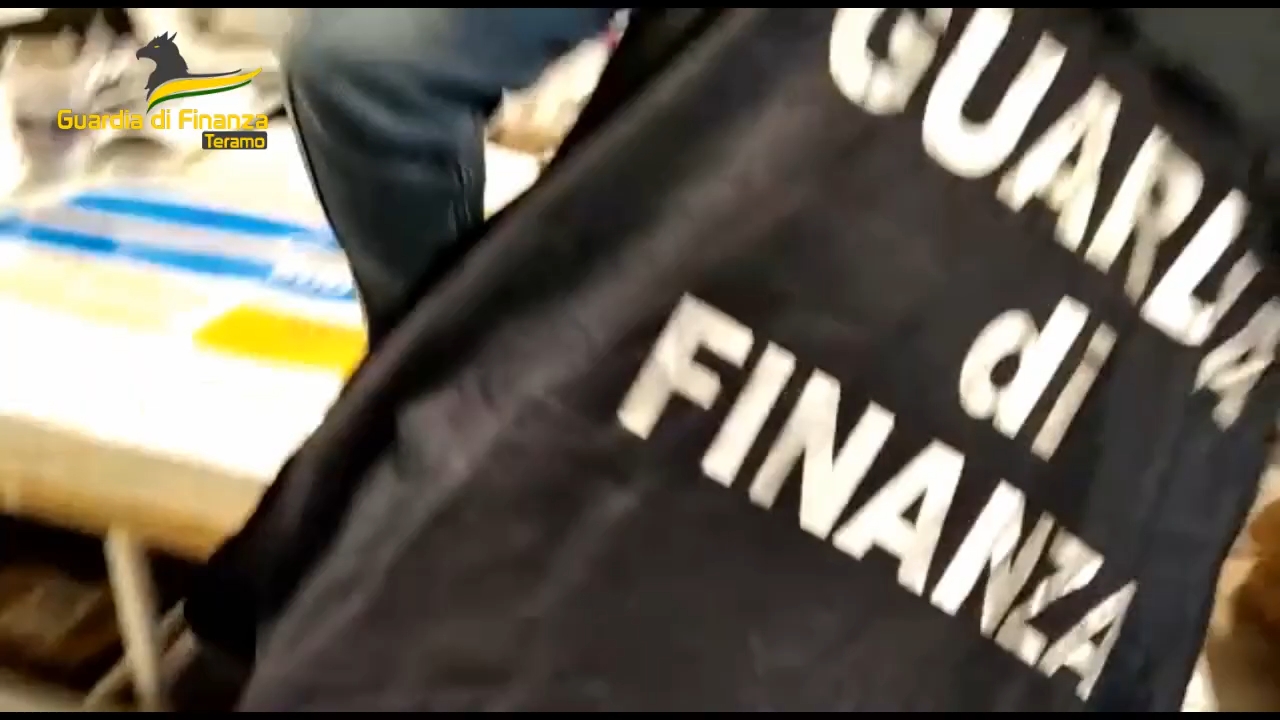 Guardia di Finanza
Teramo
GUARDIA
di
FINANZA